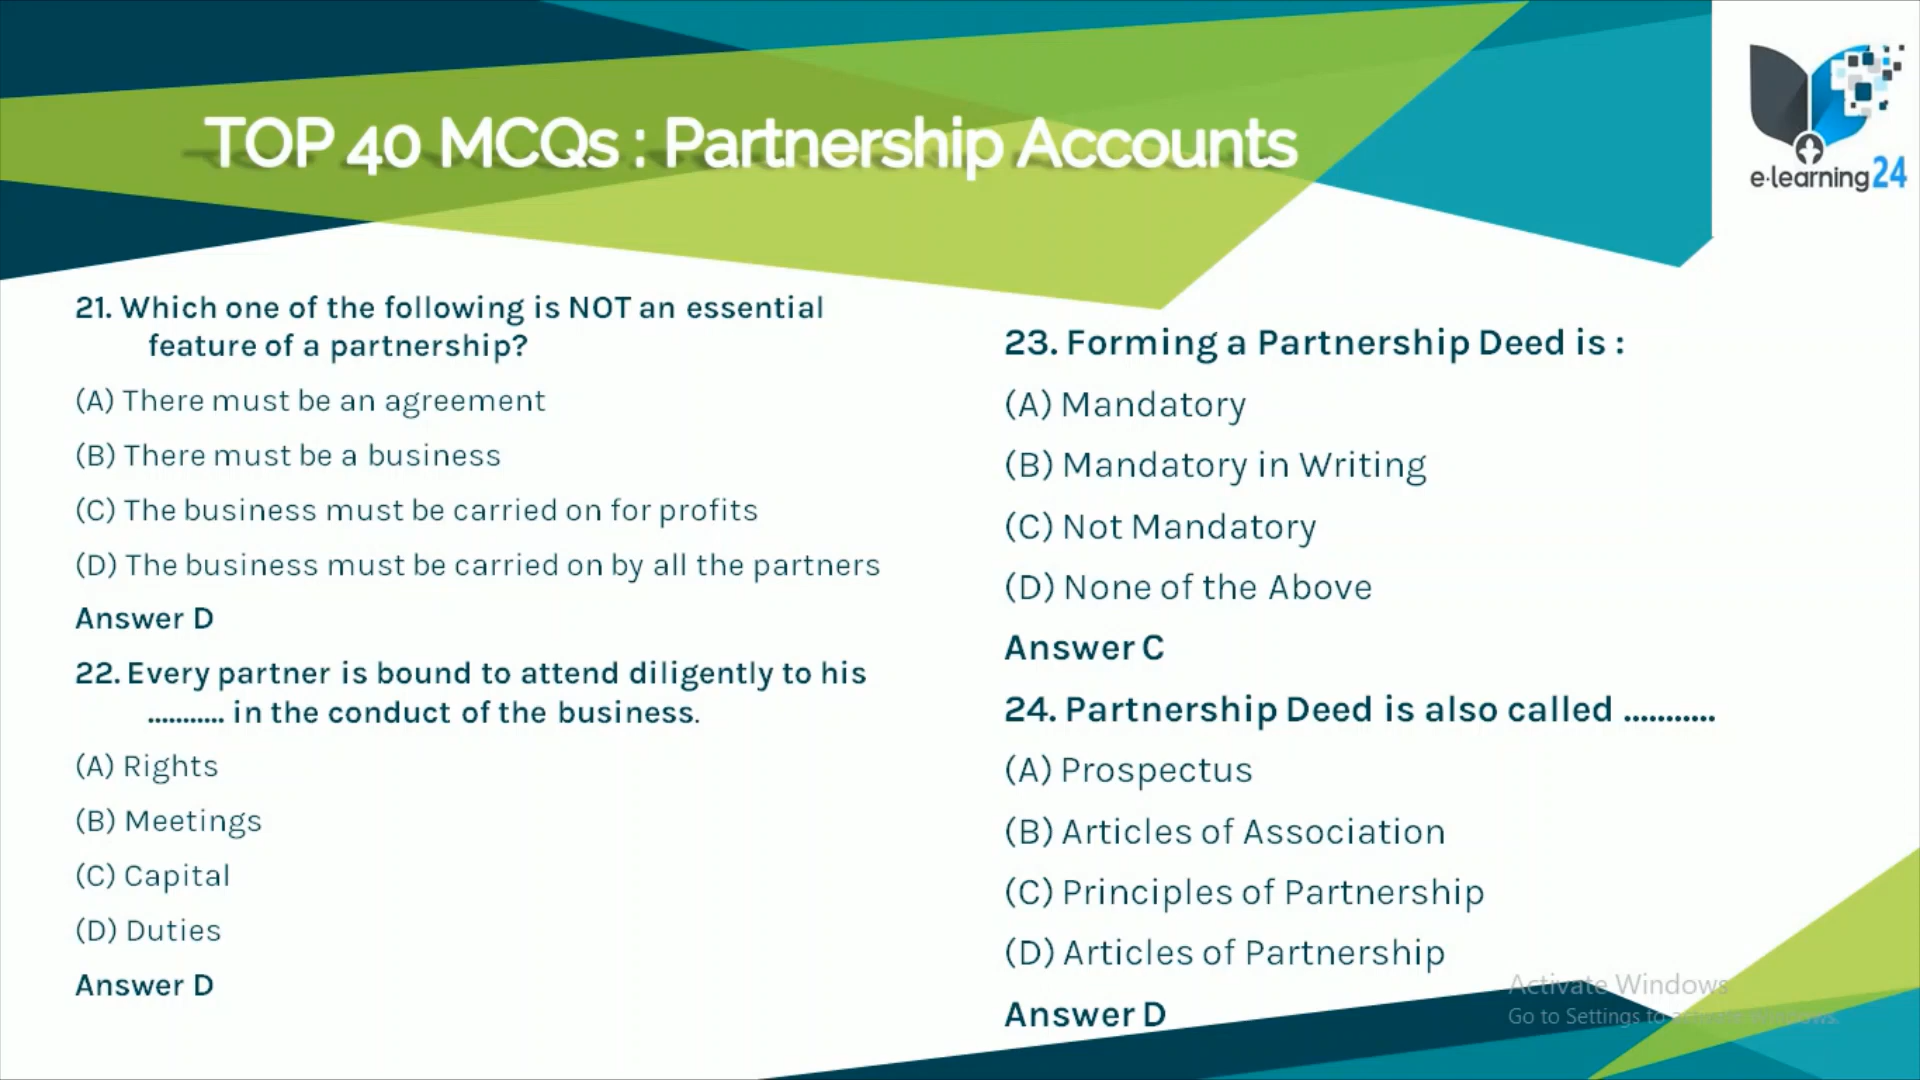 TOP 40 MCQs : Partnership Accounts
e-learning24
21. Which one of the following is NOT an essential
feature of a partnership?
(A) There must be an agreement
(B) There must be a business
(C) The business must be carried on for profits
(D) The business must be carried on by all the partners
Answer D
22. Every partner is bound to attend diligently to his
........... in the conduct of the business.
(A) Rights
(B) Meetings
(C) Capital
(D) Duties
Answer D
23. Forming a Partnership Deed is :
(A) Mandatory
(B) Mandatory in Writing
(C) Not Mandatory
(D) None of the Above
Answer C
24. Partnership Deed is also called ...........
(A) Prospectus
(B) Articles of Association
(C) Principles of Partnership
(D) Articles of Partnership
Answer D
Activate Windows
Go to Settings to activate Windows.